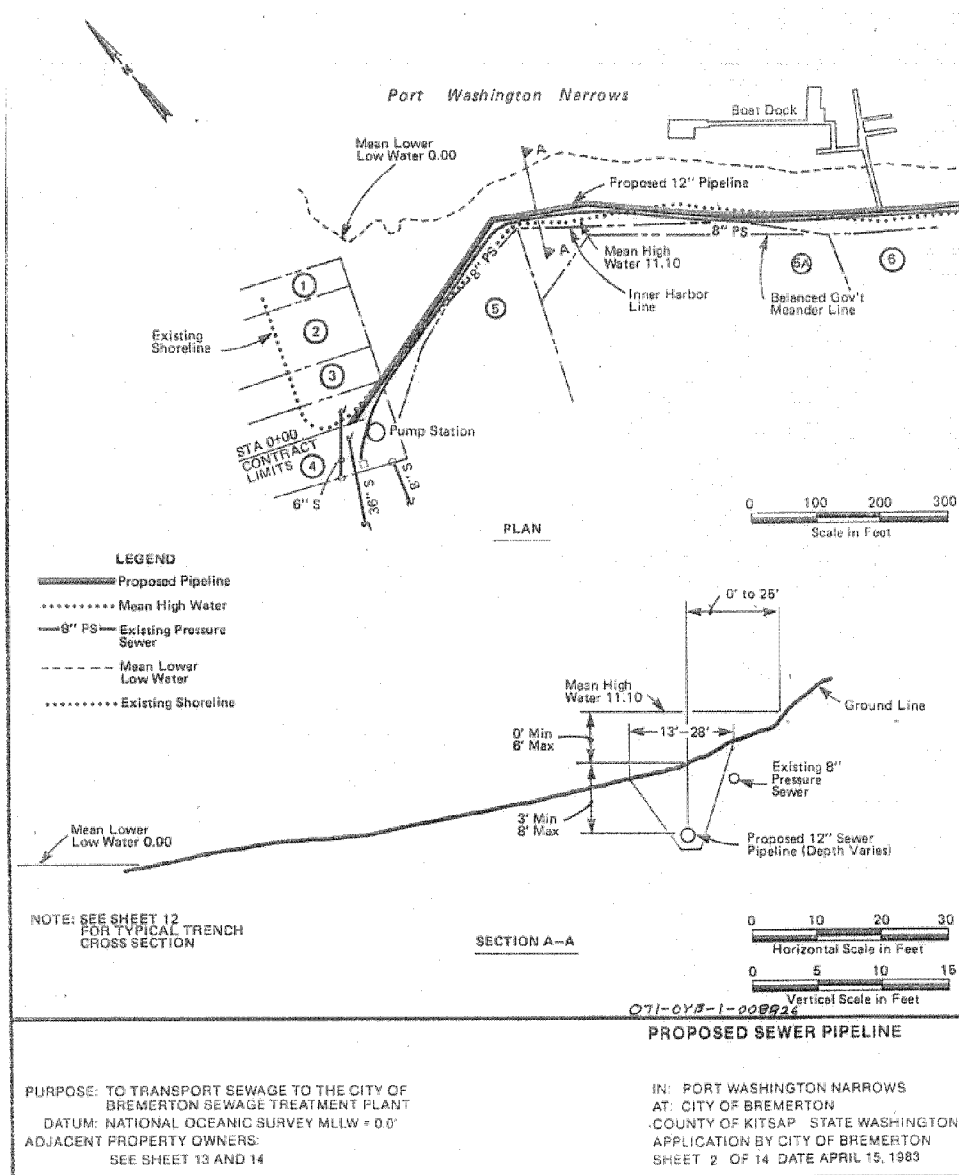 Port Washington Narrows
Boat Dock
Mean Lower
Low Water 0.00
A
Proposed 12" Pipeline
8" PS
8" PS
A
Mean High
Water 11.10
Inner Harbor
Line
5A
6
Balanced Gov't
Meander Line
1
2
3
4
5
Existing
Shoreline
STA 0+00
CONTRACT
LIMITS
Pump Station
6" S
36" S
8" S
PLAN
0 100 200 300
Scale in Feet
LEGEND
Proposed Pipeline
Mean High Water
8" PS Existing Pressure
Sewer
Mean Lower
Low Water
Existing Shoreline
0' to 25'
Mean High
Water 11.10
Ground Line
0' Min
6' Max
13'-28'
Existing 8"
Pressure
Sewer
3' Min
8' Max
Proposed 12" Sewer
Pipeline (Depth Varies)
Mean Lower
Low Water 0.00
NOTE: SEE SHEET 12
FOR TYPICAL TRENCH
CROSS SECTION
SECTION A-A
0 10 20 30
Horizontal Scale in Feet
0 5 10 15
Vertical Scale in Feet
071-OYB-1-008926
PROPOSED SEWER PIPELINE
PURPOSE: TO TRANSPORT SEWAGE TO THE CITY OF
BREMERTON SEWAGE TREATMENT PLANT
DATUM: NATIONAL OCEANIC SURVEY MLLW = 0.0'
ADJACENT PROPERTY OWNERS:
SEE SHEET 13 AND 14
IN: PORT WASHINGTON NARROWS
AT: CITY OF BREMERTON
COUNTY OF KITSAP STATE WASHINGTON
APPLICATION BY CITY OF BREMERTON
SHEET 2 OF 14 DATE APRIL 15, 1983